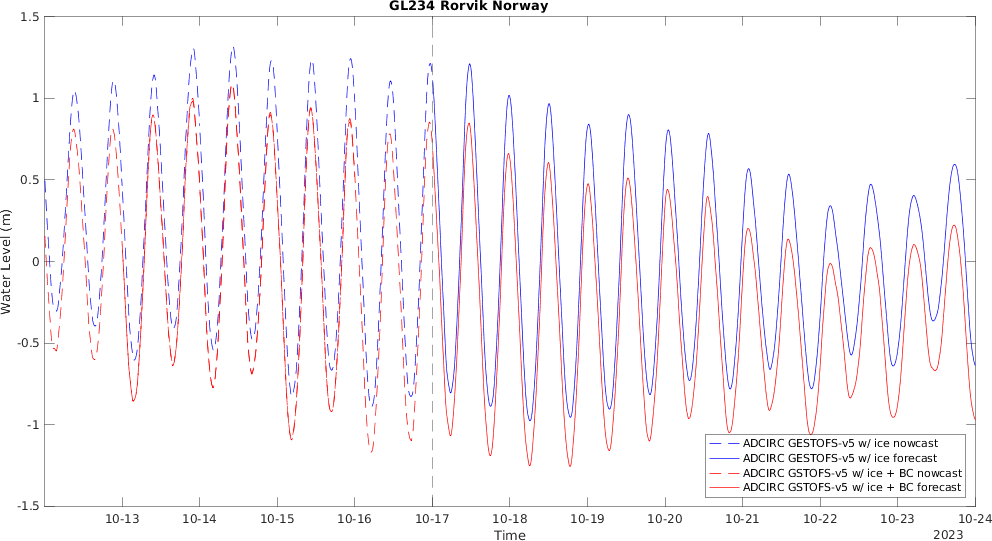 GL234 Rorvik Norway
Water Level (m)
1.5
1
0.5
0
-0.5
-1
-1.5
10-13
10-14
10-15
10-16
10-17
10-18
10-19
10-20
10-21
10-22
10-23
10-24
Time
2023
ADCIRC GESTOFS-v5 w/ ice nowcast
ADCIRC GESTOFS-v5 w/ ice forecast
ADCIRC GSTOFS-v5 w/ ice + BC nowcast
ADCIRC GSTOFS-v5 w/ ice + BC forecast